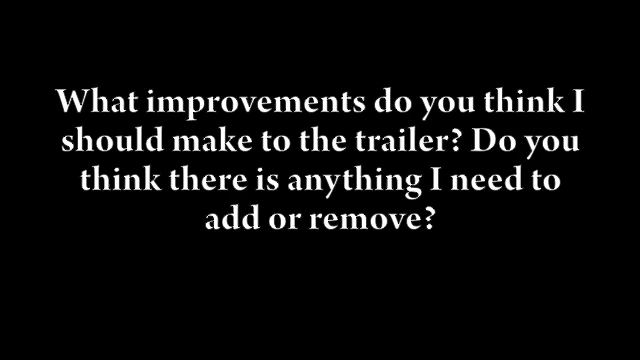 What improvements do you think I
should make to the trailer? Do you
think there is anything I need to
add or remove?